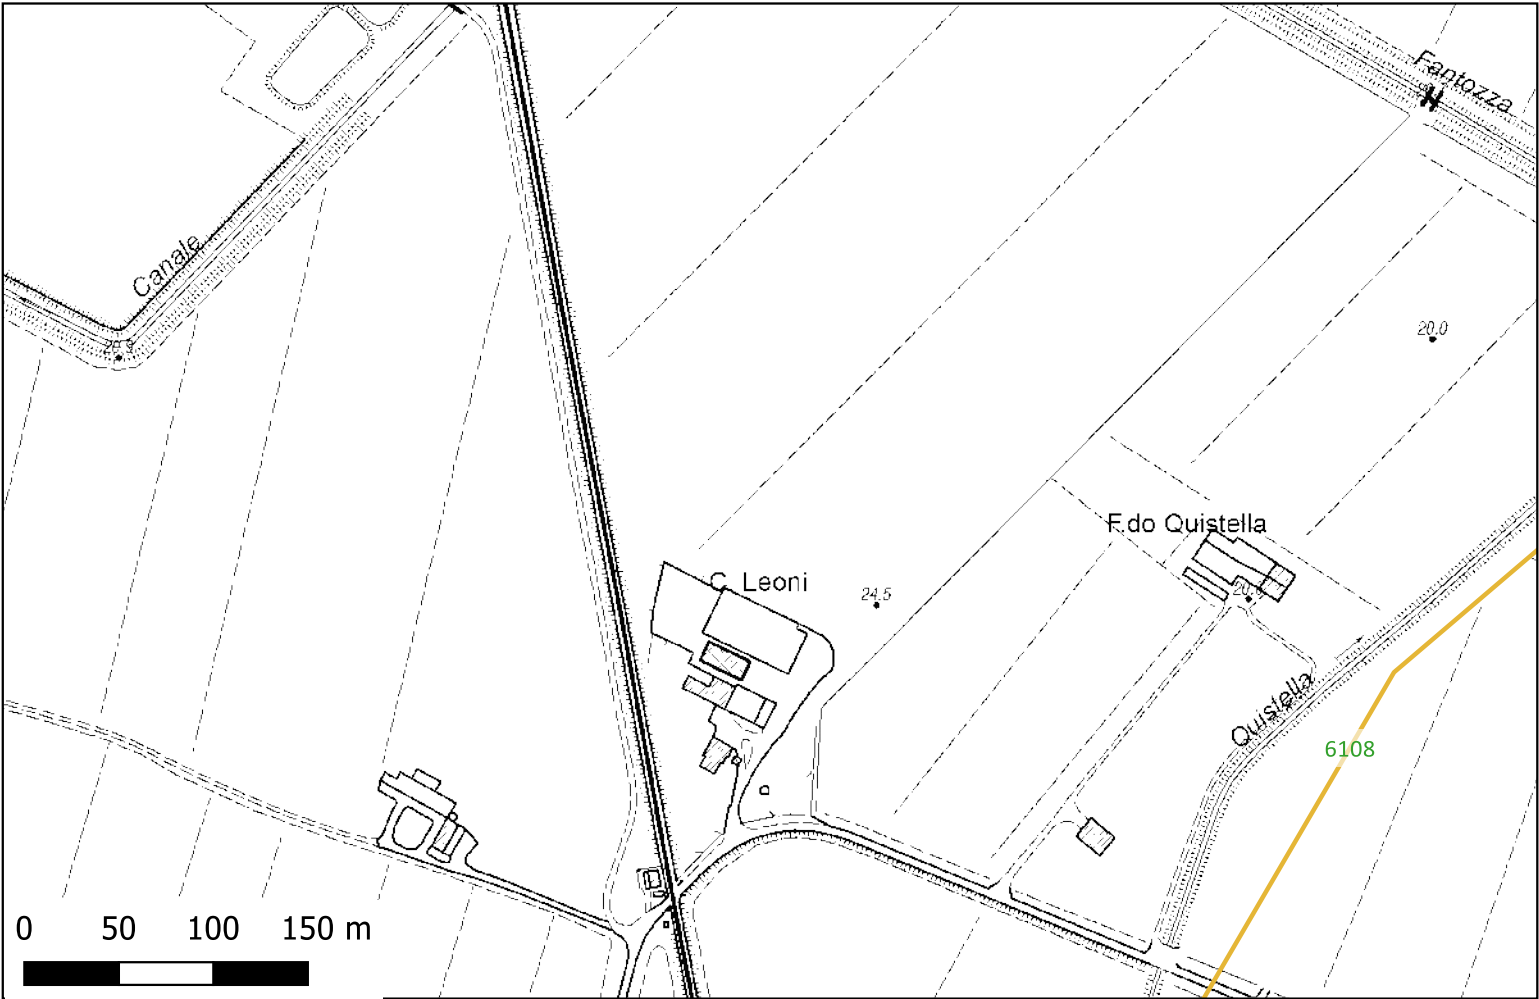 Fantozza
Canale
20.0
F.do Quistella
C. Leoni
24.5
Quistella
6108
0 50 100 150 m